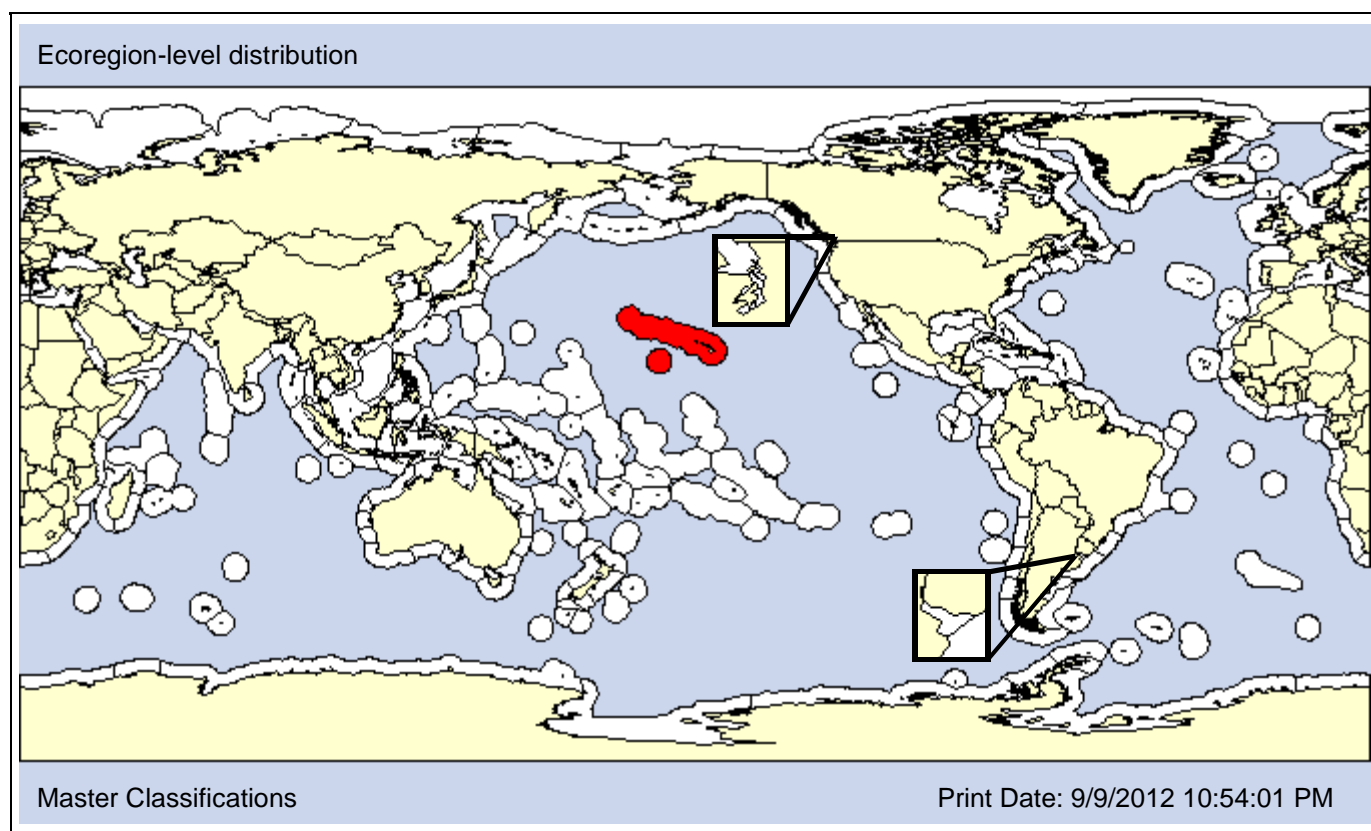 Ecoregion-level distribution
Master Classifications
Print Date: 9/9/2012 10:54:01 PM